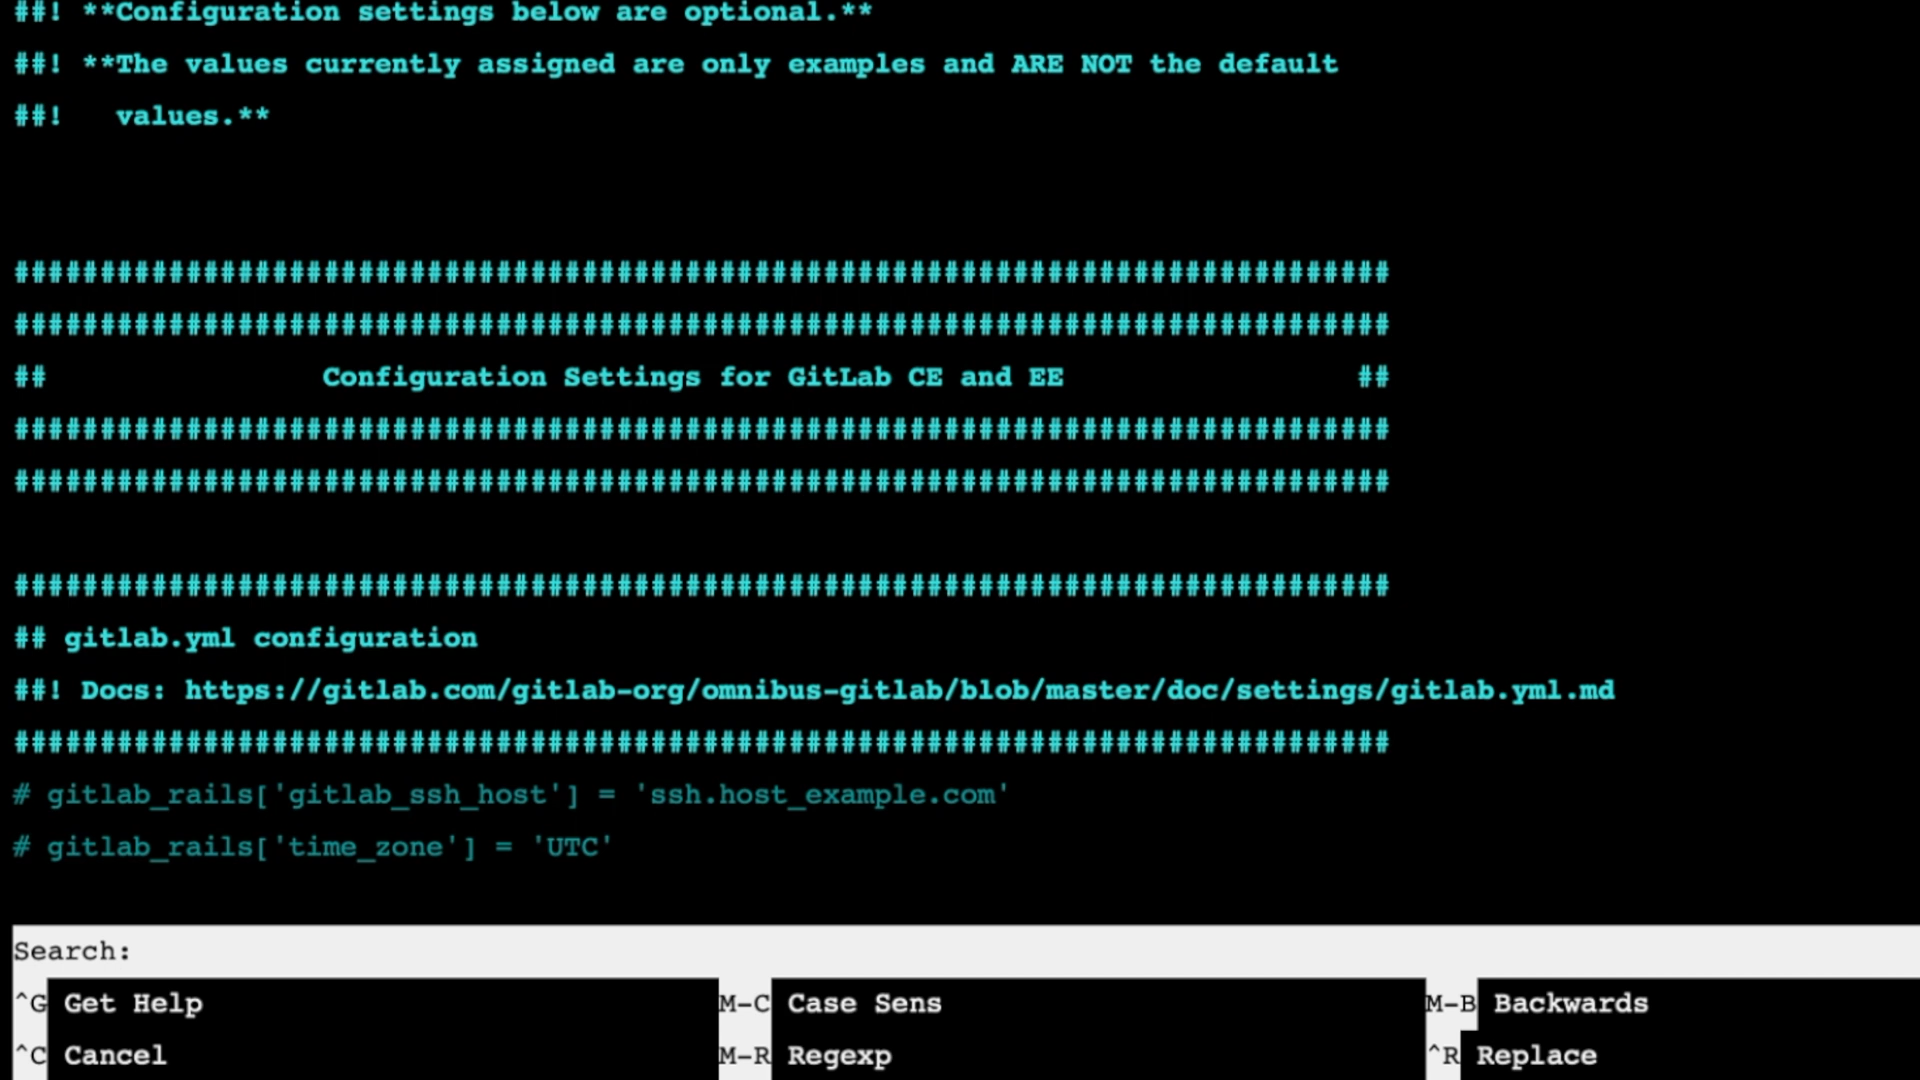 ##! **Configuration settings below are optional.**
##! **The values currently assigned are only examples and ARE NOT the default
##!   values.**
################################################################################
################################################################################
##                Configuration Settings for GitLab CE and EE                 ##
################################################################################
################################################################################
################################################################################
## gitlab.yml configuration
##! Docs: https://gitlab.com/gitlab-org/omnibus-gitlab/blob/master/doc/settings/gitlab.yml.md
################################################################################
# gitlab_rails['gitlab_ssh_host'] = 'ssh.host_example.com'
# gitlab_rails['time_zone'] = 'UTC'
Search:
^G Get Help M-C Case Sens M-B Backwards
^C Cancel M-R Regexp ^R Replace